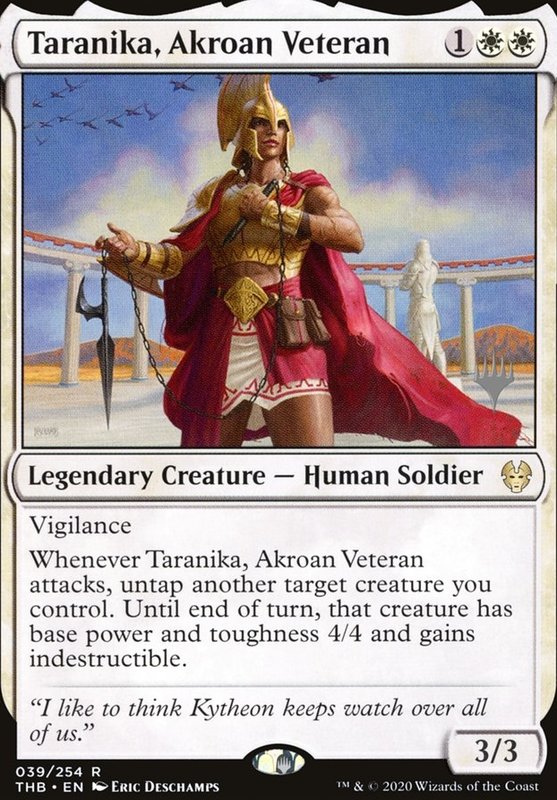 Taranika, Akroan Veteran 1
Legendary Creature — Human Soldier
Vigilance
Whenever Taranika, Akroan Veteran
attacks, untap another target creature you
control. Until end of turn, that creature has
base power and toughness 4/4 and gains
indestructible.
“I like to think Kytheon keeps watch over all
of us.”
3/3
039/254 R
THB • EN Eric Deschamps
™ & © 2020 Wizards of the Coast